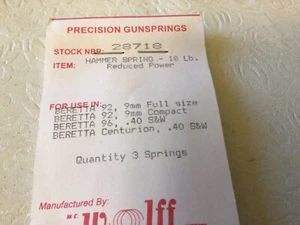 PRECISION GUNSPRINGS
STOCK NBR: 28718
ITEM: HAMMER SPRING - 18 Lb.
Reduced Power
FOR USE IN:
BERETTA 92, 9mm Full size
BERETTA 92, 9mm Compact
BERETTA 96, .40 S&W
BERETTA Centurion, .40 S&W
Quantity 3 Springs
Manufactured By:
Wolff